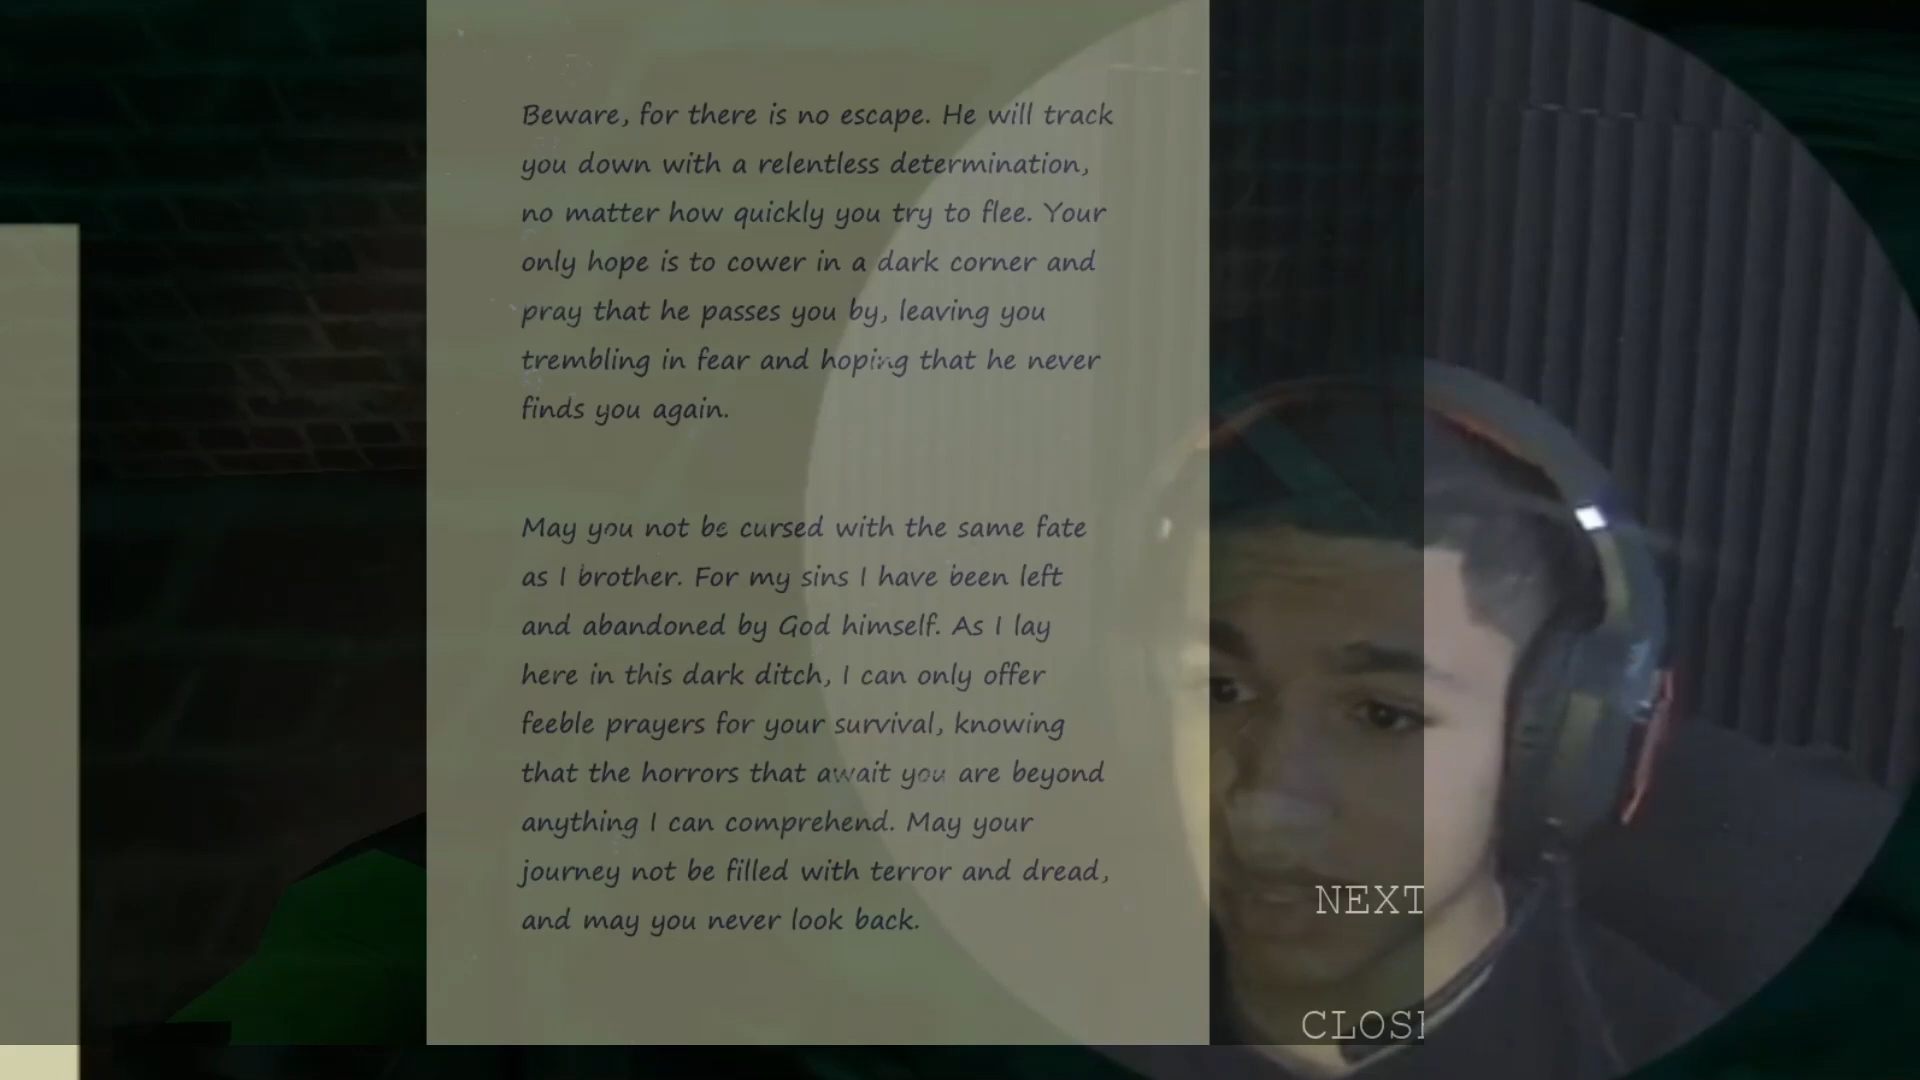 Beware, for there is no escape. He will track
you down with a relentless determination,
no matter how quickly you try to flee. Your
only hope is to cower in a dark corner and
pray that he passes you by, leaving you
trembling in fear and hoping that he never
finds you again.
May you not be cursed with the same fate
as I brother. For my sins I have been left
and abandoned by God himself. As I lay
here in this dark ditch, I can only offer
feeble prayers for your survival, knowing
that the horrors that await you are beyond
anything I can comprehend. May your
journey not be filled with terror and dread,
and may you never look back.
NEXT
CLOSE